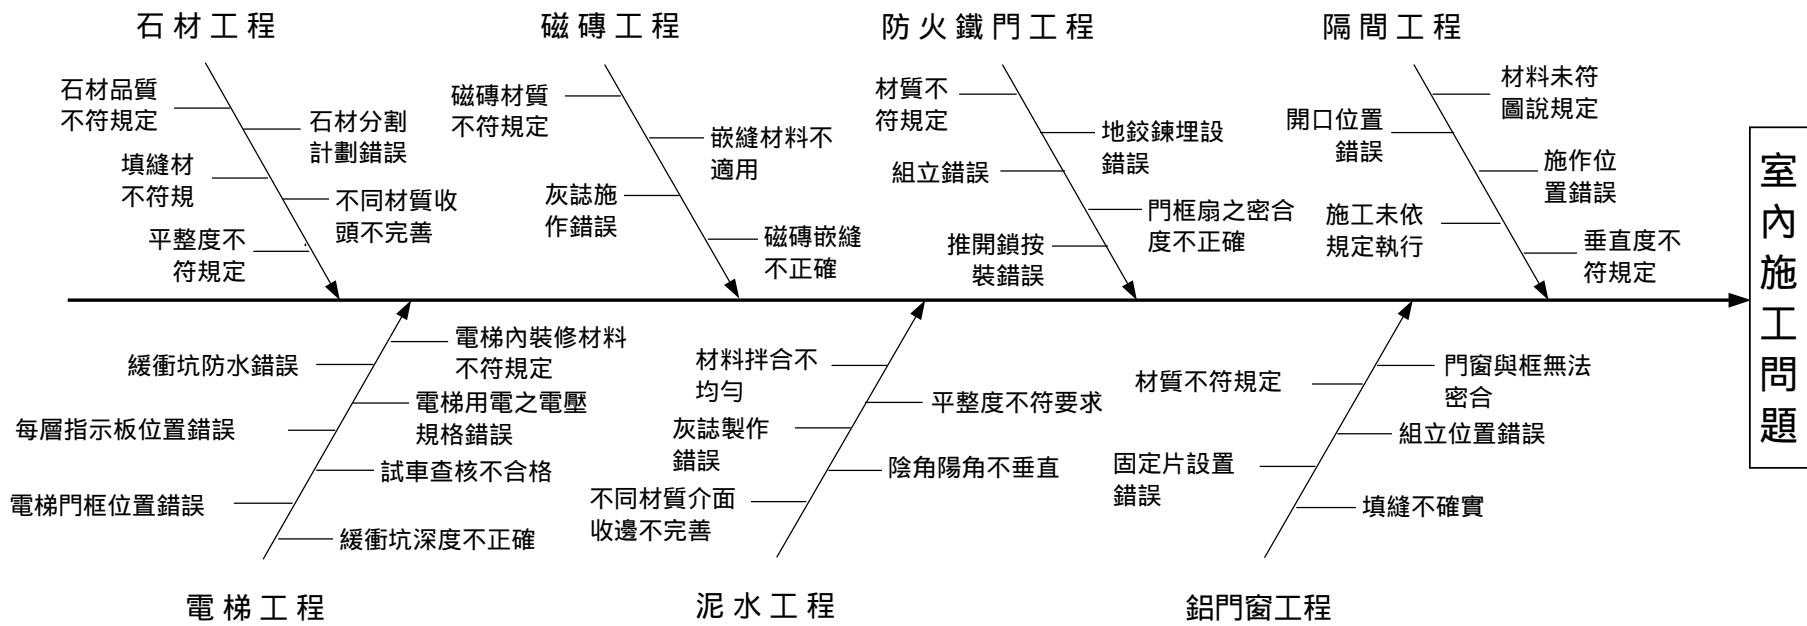 石材工程
石材品質
不符規定
石材分割
計劃錯誤
填縫材
不符規
不同材質收
頭不完善
平整度不
符規定
磁磚工程
磁磚材質
不符規定
嵌縫材料不
適用
灰誌施
作錯誤
磁磚嵌縫
不正確
防火鐵門工程
材質不
符規定
地鉸鍊埋設
錯誤
組立錯誤
門框扇之密合
度不正確
推開鎖按
裝錯誤
隔間工程
材料未符
圖說規定
開口位置
錯誤
施作位
置錯誤
施工未依
規定執行
垂直度不
符規定
室內施工問題
電梯內裝修材料
不符規定
緩衝坑防水錯誤
電梯用電之電壓
規格錯誤
每層指示板位置錯誤
試車查核不合格
電梯門框位置錯誤
緩衝坑深度不正確
電梯工程
材料拌合不
均勻
平整度不符要求
灰誌製作
錯誤
陰角陽角不垂直
不同材質介面
收邊不完善
泥水工程
門窗與框無法
密合
材質不符規定
組立位置錯誤
固定片設置
錯誤
填縫不確實
鋁門窗工程